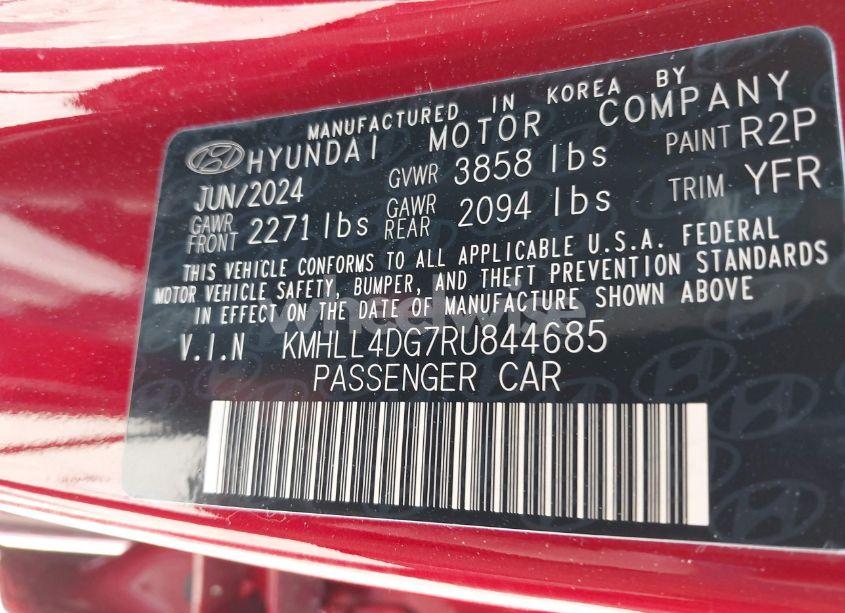 MANUFACTURED IN KOREA BY
HYUNDAI MOTOR COMPANY
JUN/2024 GVWR 3858 lbs PAINT R2P
GAWR FRONT 2271 lbs GAWR REAR 2094 lbs TRIM YFR
THIS VEHICLE CONFORMS TO ALL APPLICABLE U.S.A. FEDERAL
MOTOR VEHICLE SAFETY, BUMPER, AND THEFT PREVENTION STANDARDS
IN EFFECT ON THE DATE OF MANUFACTURE SHOWN ABOVE
wheelwise
V.I.N KMHLL4DG7RU844685
PASSENGER CAR